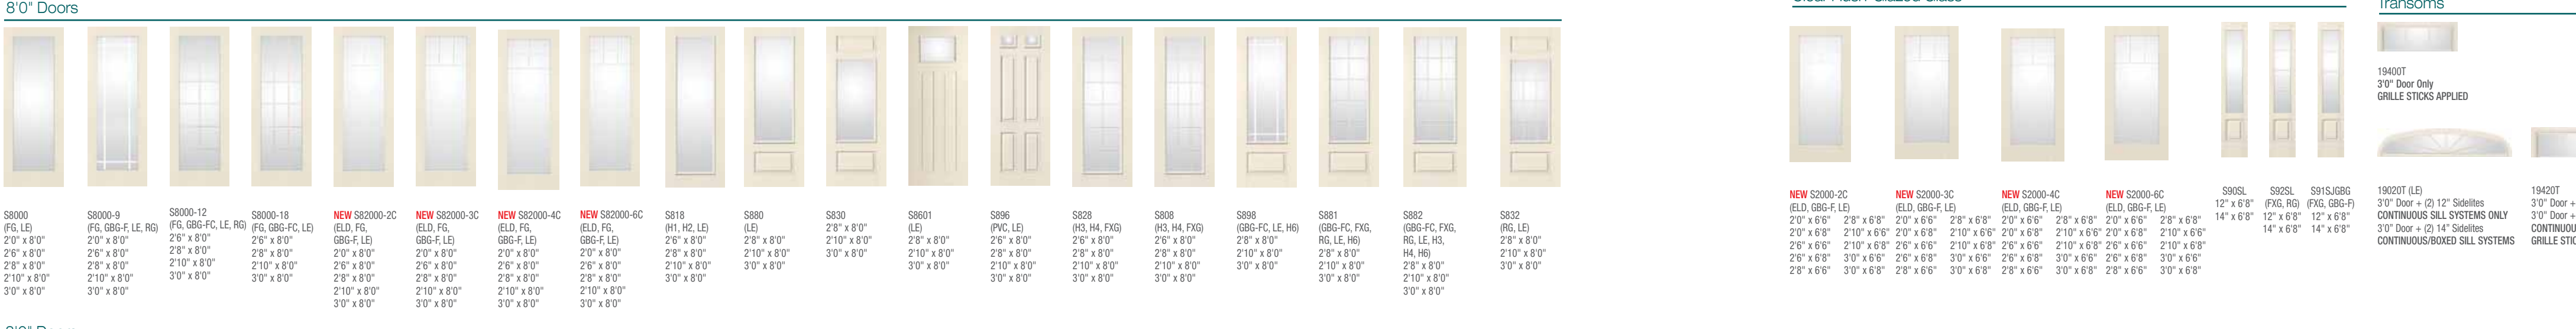 8'0" Doors
S8000
(FG, LE)
2'0" x 8'0"
2'6" x 8'0"
2'8" x 8'0"
2'10" x 8'0"
3'0" x 8'0"
S8000-9
(FG, GBG-F, LE, RG)
2'0" x 8'0"
2'6" x 8'0"
2'8" x 8'0"
2'10" x 8'0"
3'0" x 8'0"
S8000-12
(FG, GBG-FC, LE, RG)
2'6" x 8'0"
2'8" x 8'0"
2'10" x 8'0"
3'0" x 8'0"
S8000-18
(FG, GBG-FC, LE)
2'6" x 8'0"
2'8" x 8'0"
2'10" x 8'0"
3'0" x 8'0"
NEW S82000-2C
(ELD, FG,
GBG-F, LE)
2'0" x 8'0"
2'6" x 8'0"
2'8" x 8'0"
2'10" x 8'0"
3'0" x 8'0"
NEW S82000-3C
(ELD, FG,
GBG-F, LE)
2'0" x 8'0"
2'6" x 8'0"
2'8" x 8'0"
2'10" x 8'0"
3'0" x 8'0"
NEW S82000-4C
(ELD, FG,
GBG-F, LE)
2'0" x 8'0"
2'6" x 8'0"
2'8" x 8'0"
2'10" x 8'0"
3'0" x 8'0"
NEW S82000-6C
(ELD, FG,
GBG-F, LE)
2'0" x 8'0"
2'6" x 8'0"
2'8" x 8'0"
2'10" x 8'0"
3'0" x 8'0"
S818
(H1, H2, LE)
2'6" x 8'0"
2'8" x 8'0"
2'10" x 8'0"
3'0" x 8'0"
S880
(LE)
2'8" x 8'0"
2'10" x 8'0"
3'0" x 8'0"
S830
2'8" x 8'0"
2'10" x 8'0"
3'0" x 8'0"
S8601
(LE)
2'8" x 8'0"
2'10" x 8'0"
3'0" x 8'0"
S896
(PVC, LE)
2'6" x 8'0"
2'8" x 8'0"
2'10" x 8'0"
3'0" x 8'0"
S828
(H3, H4, FXG)
2'6" x 8'0"
2'8" x 8'0"
2'10" x 8'0"
3'0" x 8'0"
S808
(H3, H4, FXG)
2'6" x 8'0"
2'8" x 8'0"
2'10" x 8'0"
3'0" x 8'0"
S898
(GBG-FC, LE, H6)
2'8" x 8'0"
2'10" x 8'0"
3'0" x 8'0"
S881
(GBG-FC, FXG,
RG, LE, H6)
2'8" x 8'0"
2'10" x 8'0"
3'0" x 8'0"
S882
(GBG-FC, FXG,
RG, LE, H3,
H4, H6)
2'8" x 8'0"
2'10" x 8'0"
3'0" x 8'0"
S832
(RG, LE)
2'8" x 8'0"
2'10" x 8'0"
3'0" x 8'0"
NEW S2000-2C
(ELD, GBG-F, LE)
2'0" x 6'6" 2'8" x 6'8"
2'0" x 6'8" 2'10" x 6'6"
2'6" x 6'6" 2'10" x 6'8"
2'6" x 6'8" 3'0" x 6'6"
2'8" x 6'6" 3'0" x 6'8"
NEW S2000-3C
(ELD, GBG-F, LE)
2'0" x 6'6" 2'8" x 6'8"
2'0" x 6'8" 2'10" x 6'6"
2'6" x 6'6" 2'10" x 6'8"
2'6" x 6'8" 3'0" x 6'6"
2'8" x 6'6" 3'0" x 6'8"
NEW S2000-4C
(ELD, GBG-F, LE)
2'0" x 6'6" 2'8" x 6'8"
2'0" x 6'8" 2'10" x 6'6"
2'6" x 6'6" 2'10" x 6'8"
2'6" x 6'8" 3'0" x 6'6"
2'8" x 6'6" 3'0" x 6'8"
NEW S2000-6C
(ELD, GBG-F, LE)
2'0" x 6'6" 2'8" x 6'8"
2'0" x 6'8" 2'10" x 6'6"
2'6" x 6'6" 2'10" x 6'8"
2'6" x 6'8" 3'0" x 6'6"
2'8" x 6'6" 3'0" x 6'8"
S90SL
12" x 6'8"
14" x 6'8"
S92SL
(FXG, RG)
12" x 6'8"
14" x 6'8"
S91SJGBG
(FXG, GBG-F)
12" x 6'8"
14" x 6'8"
Transoms
19400T
3'0" Door Only
GRILLE STICKS APPLIED
19020T (LE)
3'0" Door + (2) 12" Sidelites
CONTINUOUS SILL SYSTEMS ONLY
3'0" Door + (2) 14" Sidelites
CONTINUOUS/BOXED SILL SYSTEMS
19420T
3'0" Door +
3'0" Door +